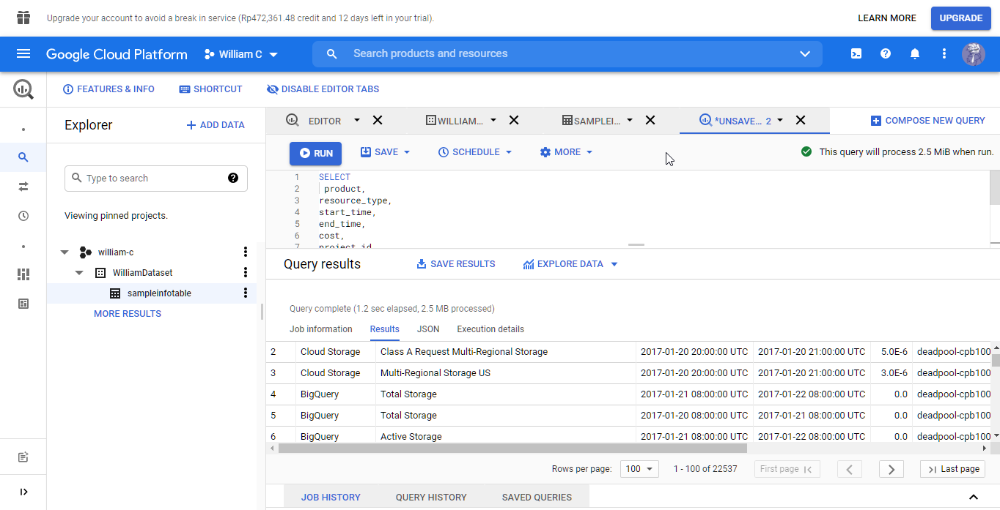 Upgrade your account to avoid a break in service (Rp472,361.48 credit and 12 days left in your trial).
LEARN MORE
UPGRADE
Google Cloud Platform
William C
Search products and resources
FEATURES & INFO
SHORTCUT
DISABLE EDITOR TABS
Explorer
+ ADD DATA
Type to search
Viewing pinned projects.
william-c
WilliamDataset
sampleinfotable
MORE RESULTS
EDITOR
WILLIAM...
SAMPLEI...
*UNSAVE... 2
COMPOSE NEW QUERY
RUN
SAVE
SCHEDULE
MORE
This query will process 2.5 MiB when run.
1 SELECT
2 product,
3 resource_type,
4 start_time,
5 end_time,
6 cost,
7 project_id
Query results
SAVE RESULTS
EXPLORE DATA
Query complete (1.2 sec elapsed, 2.5 MB processed)
Job information Results JSON Execution details
2 Cloud Storage Class A Request Multi-Regional Storage 2017-01-20 20:00:00 UTC 2017-01-20 21:00:00 UTC 5.0E-6 deadpool-cpb100
3 Cloud Storage Multi-Regional Storage US 2017-01-20 20:00:00 UTC 2017-01-20 21:00:00 UTC 3.0E-6 deadpool-cpb100
4 BigQuery Total Storage 2017-01-21 08:00:00 UTC 2017-01-22 08:00:00 UTC 0.0 deadpool-cpb100
5 BigQuery Total Storage 2017-01-20 08:00:00 UTC 2017-01-21 08:00:00 UTC 0.0 deadpool-cpb100
6 BigQuery Active Storage 2017-01-21 08:00:00 UTC 2017-01-22 08:00:00 UTC 0.0 deadpool-cpb100
Rows per page: 100 1 - 100 of 22537 First page Last page
JOB HISTORY QUERY HISTORY SAVED QUERIES